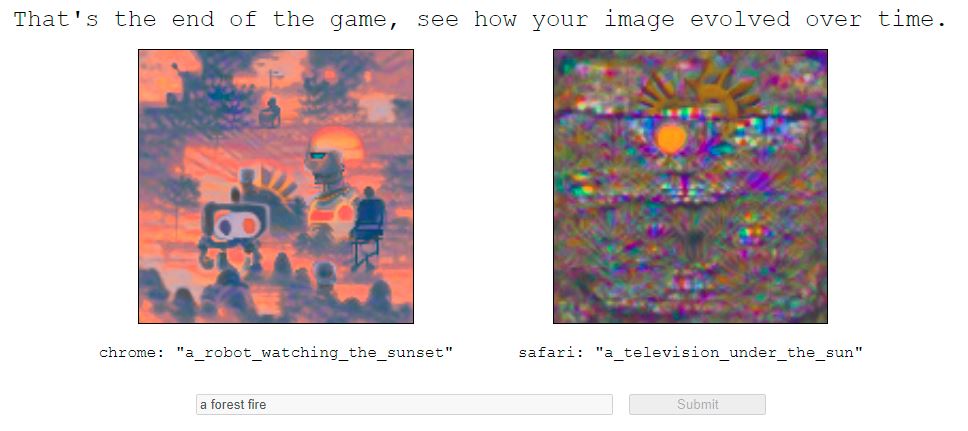 That's the end of the game, see how your image evolved over time.
chrome: "a_robot_watching_the_sunset"
safari: "a_television_under_the_sun"
a forest fire
Submit